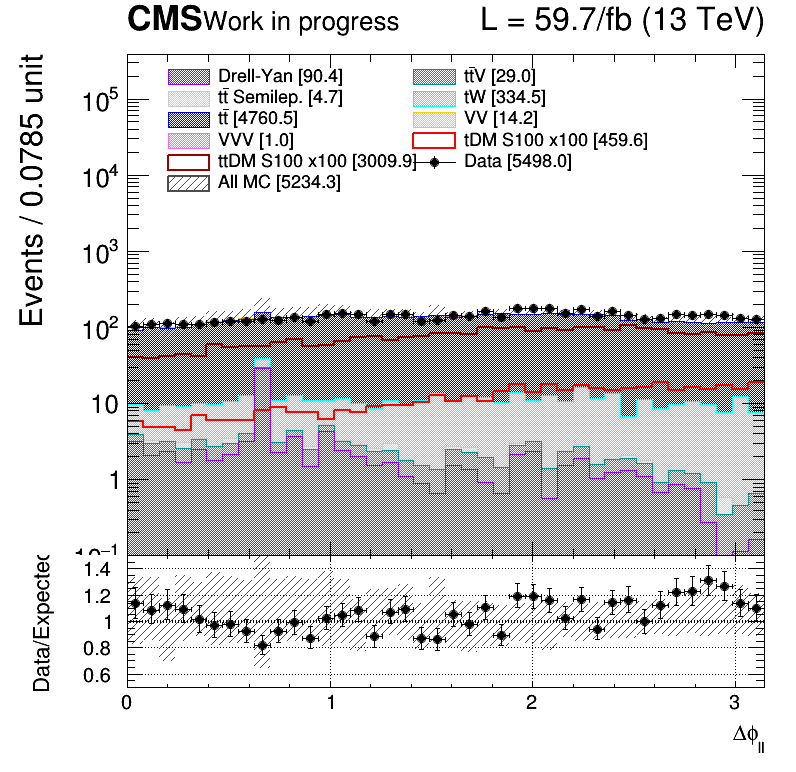 CMS Work in progress L = 59.7/fb (13 TeV)
Events / 0.0785 unit
10⁵
10⁴
10³
10²
10
1
10⁻¹
Drell-Yan [90.4]
tt̄V [29.0]
tt̄ Semilep. [4.7]
tW [334.5]
tt̄ [4760.5]
VV [14.2]
VVV [1.0]
tDM S100 x100 [459.6]
ttDM S100 x100 [3009.9]
Data [5498.0]
All MC [5234.3]
Data/Expected
1.4
1.2
1
0.8
0.6
0 1 2 3
Δϕ_ll